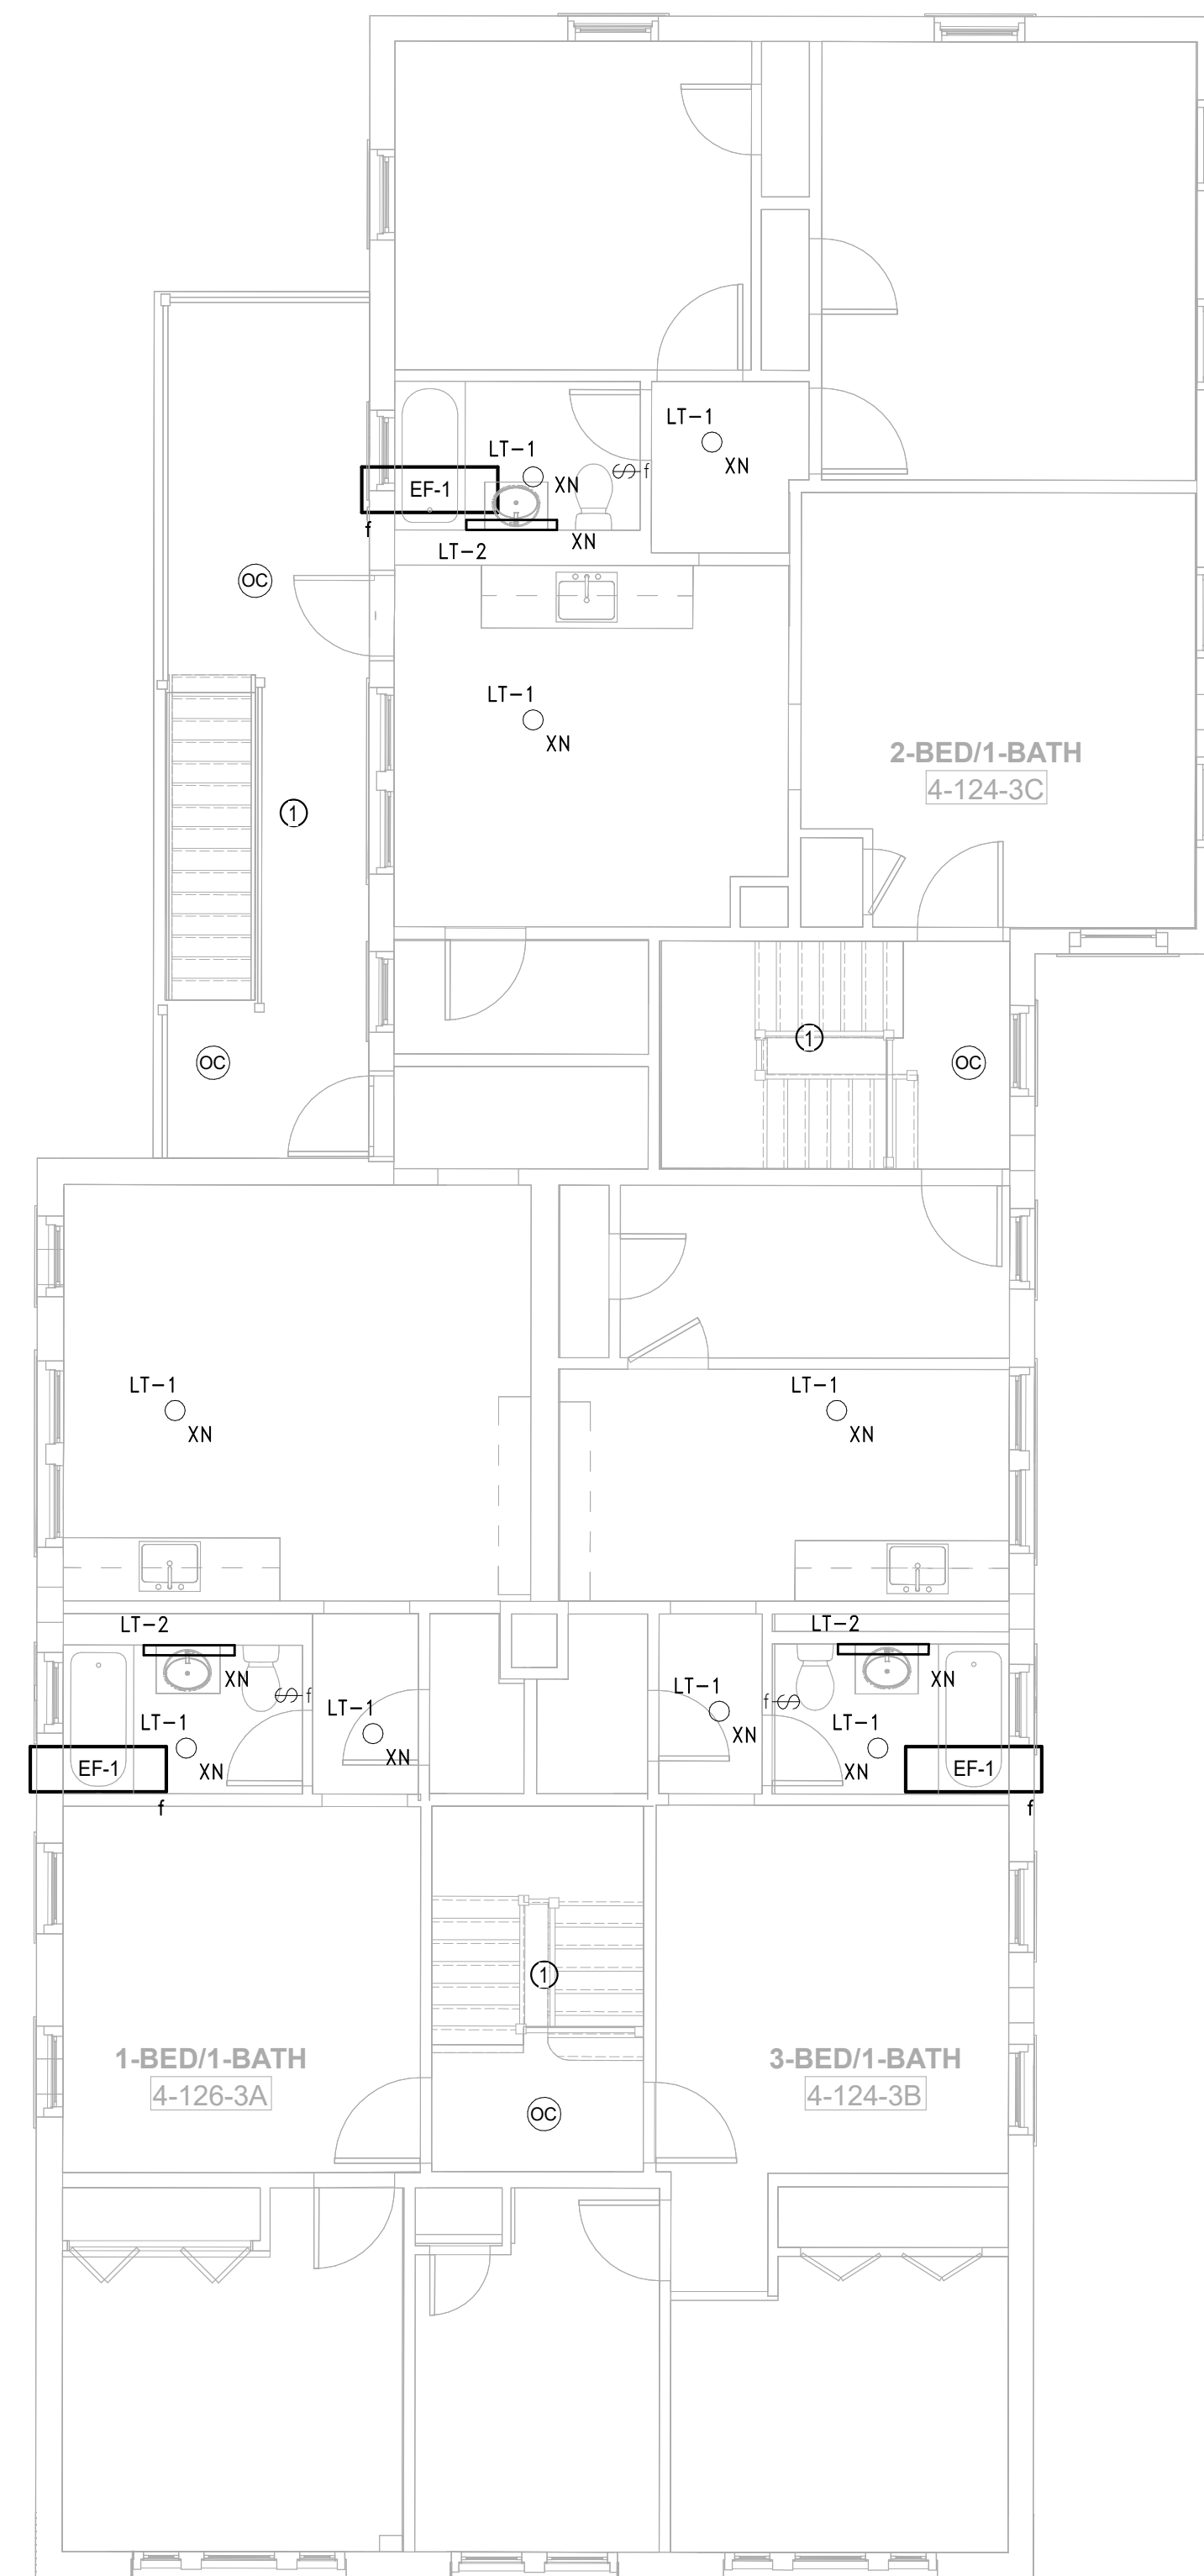 LT-1
XN
LT-1
XN
$ f
EF-1
f
XN
LT-2
OC
LT-1
XN
2-BED/1-BATH
4-124-3C
1
1
OC
OC
LT-1
XN
LT-1
XN
LT-2
LT-2
XN
XN
$ f
f $
LT-1
XN
LT-1
XN
LT-1
XN
LT-1
XN
EF-1
f
EF-1
f
1
1-BED/1-BATH
4-126-3A
3-BED/1-BATH
4-124-3B
OC